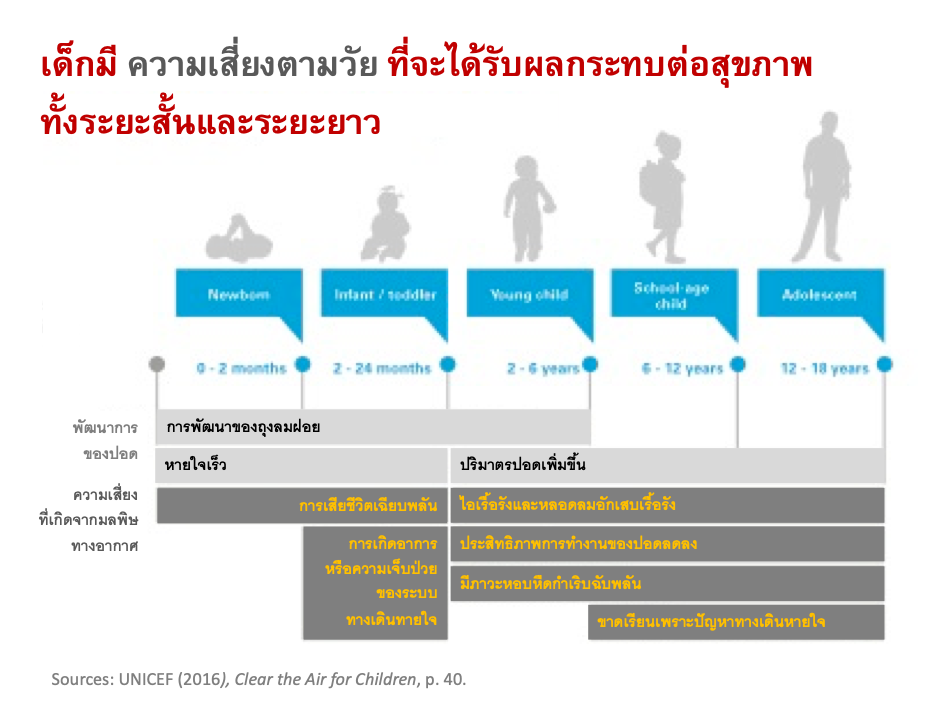 เด็กมี ความเสี่ยงตามวัย ที่จะได้รับผลกระทบต่อสุขภาพ
ทั้งระยะสั้นและระยะยาว
Newborn
Infant / toddler
Young child
School-age
child
Adolescent
0 - 2 months
2 - 24 months
2 - 6 years
6 - 12 years
12 - 18 years
พัฒนาการ
ของปอด
การพัฒนาของถุงลมฝอย
หายใจเร็ว
ปริมาตรปอดเพิ่มขึ้น
ความเสี่ยง
ที่เกิดจากมลพิษ
ทางอากาศ
การเสียชีวิตเฉียบพลัน
ไอเรื้อรังและหลอดลมอักเสบเรื้อรัง
การเกิดอาการ
หรือความเจ็บป่วย
ของระบบ
ทางเดินทายใจ
ประสิทธิภาพการทำงานของปอดลดลง
มีภาวะหอบหืดกำเริบฉับพลัน
ขาดเรียนเพราะปัญหาทางเดินหายใจ
Sources: UNICEF (2016), Clear the Air for Children, p. 40.